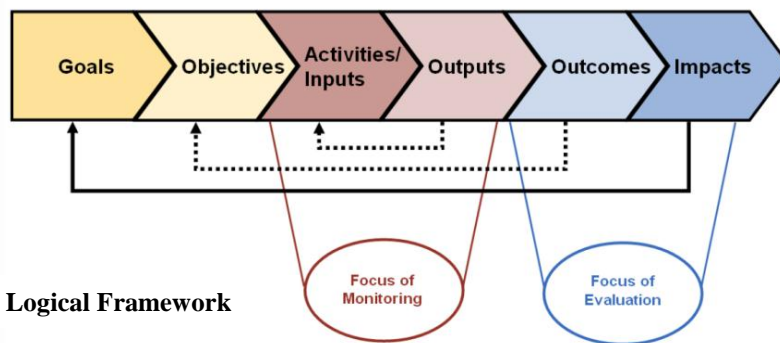 Goals
Objectives
Activities/
Inputs
Outputs
Outcomes
Impacts
Focus of
Monitoring
Focus of
Evaluation
Logical Framework